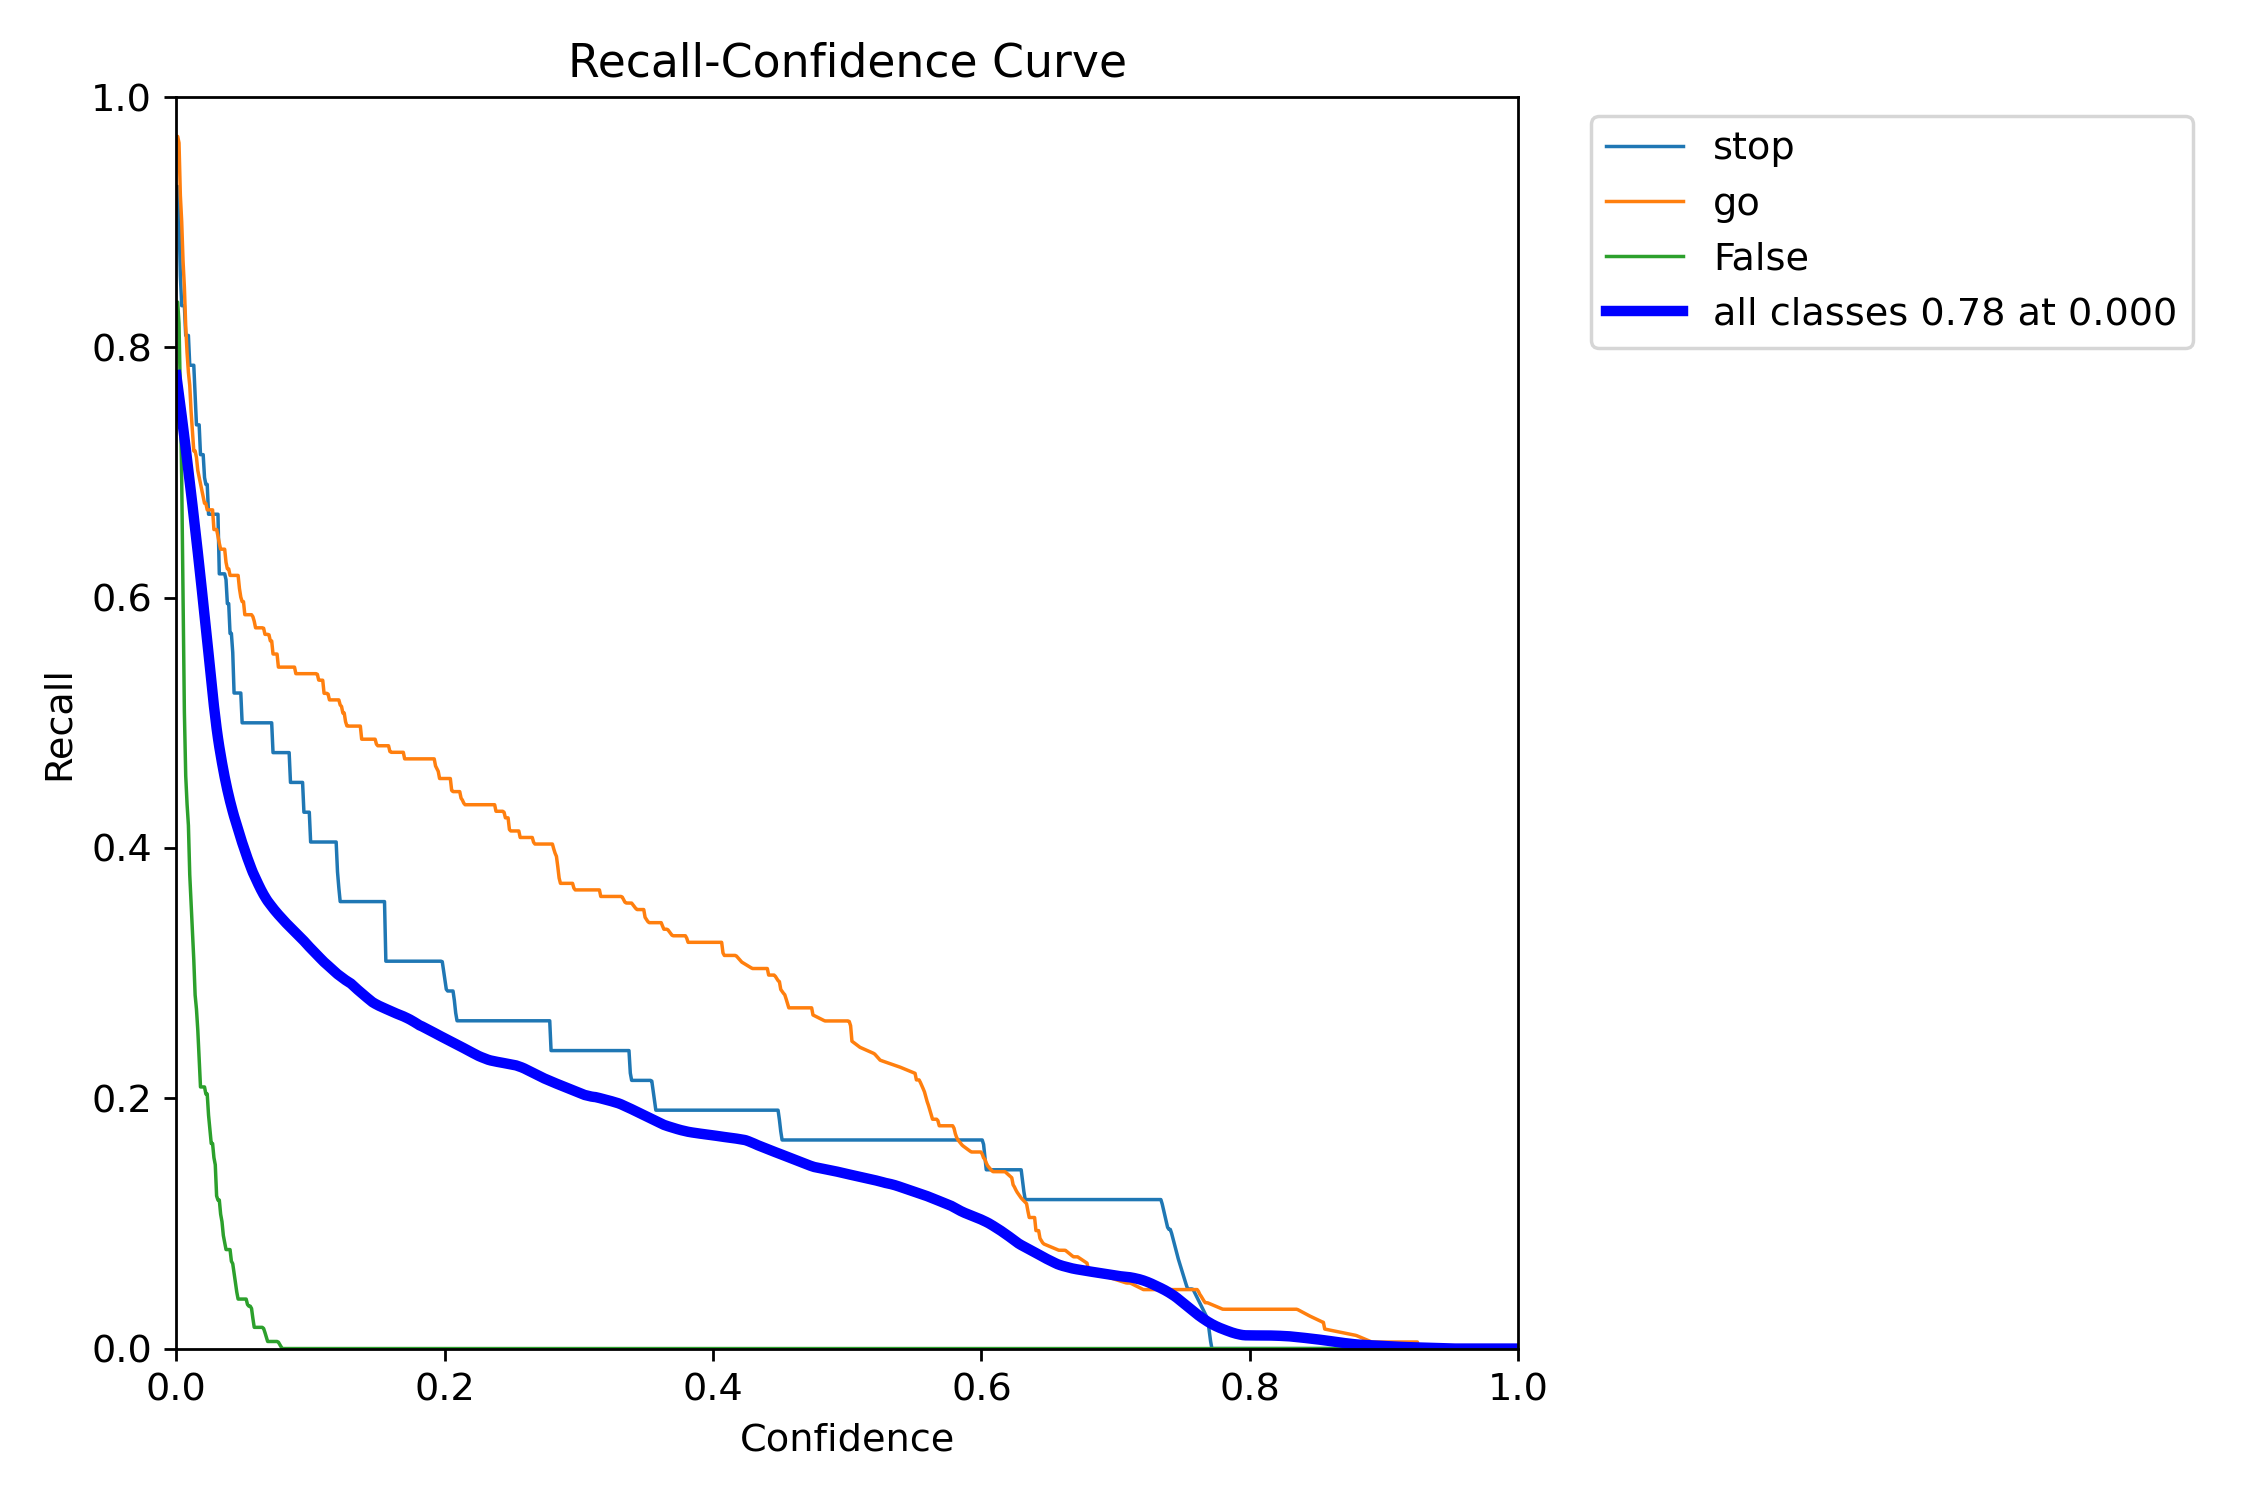 Recall-Confidence Curve
1.0
0.8
0.6
0.4
0.2
0.0
Recall
0.0 0.2 0.4 0.6 0.8 1.0
Confidence
stop
go
False
all classes 0.78 at 0.000